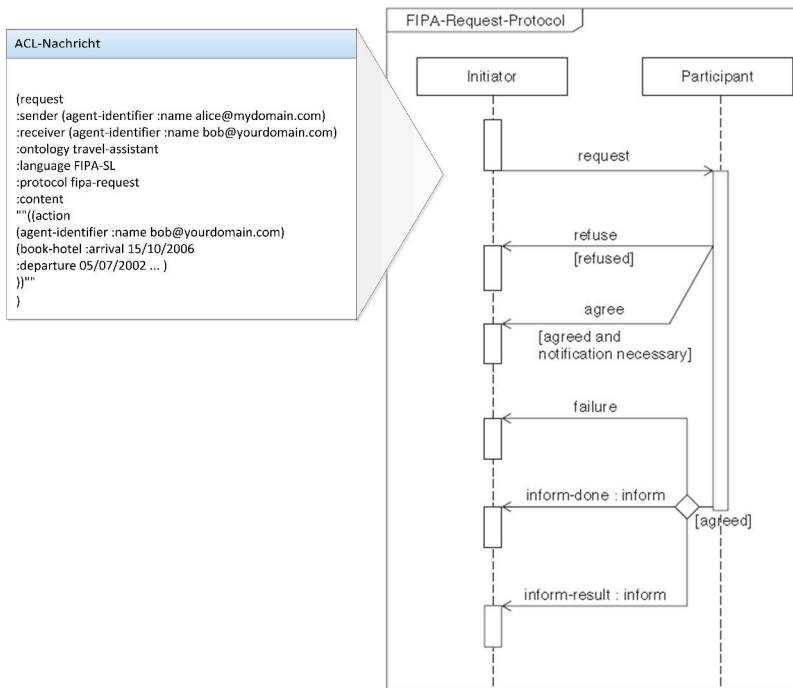 ACL-Nachricht
(request
:sender (agent-identifier :name alice@mydomain.com)
:receiver (agent-identifier :name bob@yourdomain.com)
:ontology travel-assistant
:language FIPA-SL
:protocol fipa-request
:content
""((action
(agent-identifier :name bob@yourdomain.com)
(book-hotel :arrival 15/10/2006
:departure 05/07/2002 ... )
))""
)
FIPA-Request-Protocol
Initiator
Participant
request
refuse
[refused]
agree
[agreed and
notification necessary]
failure
inform-done : inform
[agreed]
inform-result : inform